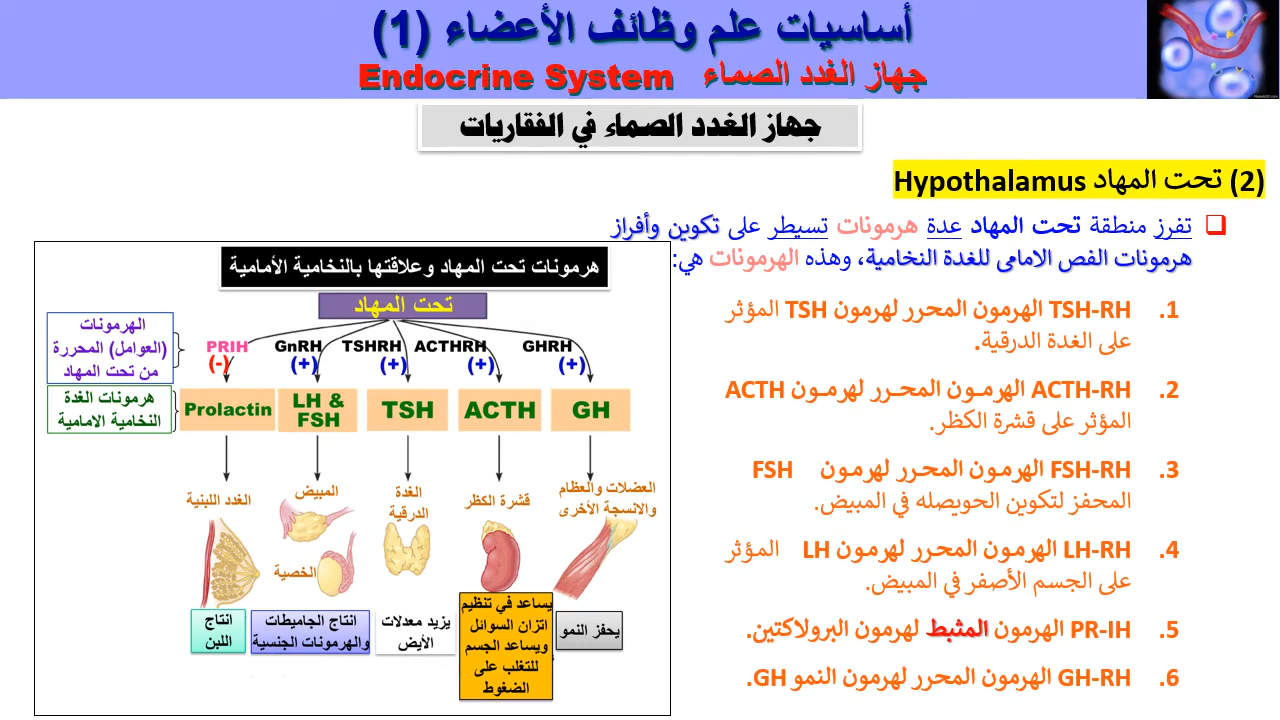 أساسيات علم وظائف الأعضاء (1)
جهاز الغدد الصماء Endocrine System
جهاز الغدد الصماء في الفقاريات
(2) تحت المهاد Hypothalamus
تفرز منطقة تحت المهاد عدة هرمونات تسيطر على تكوين وأفراز
هرمونات الفص الامامى للغدة النخامية، وهذه الهرمونات هي:
1. TSH-RH الهرمون المحرر لهرمون TSH المؤثر
على الغدة الدرقية.
2. ACTH-RH الهرمـون المحـرر لهرمـون ACTH
المؤثر على قشرة الكظر.
3. FSH-RH الهرمـون المحـرر لهرمـون FSH
المحفز لتكوين الحويصله في المبيض.
4. LH-RH الهرمـون المحـرر لهرمـون LH المـؤثر
على الجسم الأصفر في المبيض.
5. PR-IH الهرمون المثبط لهرمون البرولاكتين.
6. GH-RH الهرمون المحرر لهرمون النمو GH.
هرمونات تحت المهاد وعلاقتها بالنخامية الأمامية
تحت المهاد
الهرمونات
(العوامل) المحررة
من تحت المهاد
PRIH GnRH TSHRH ACTHRH GHRH
(-) (+) (+) (+) (+)
هرمونات الغدة
النخامية الامامية
Prolactin
LH &
FSH
TSH
ACTH
GH
الغدد اللبنية
المبيض
الخصية
الغدة
الدرقية
قشرة الكظر
العضلات والعظام
والانسجة الأخرى
انتاج
اللبن
انتاج الجاميطات
والهرمونات الجنسية
يزيد معدلات
الأيض
يساعد في تنظيم
اتزان السوائل
ويساعد الجسم
للتغلب على
الضغوط
يحفز النمو